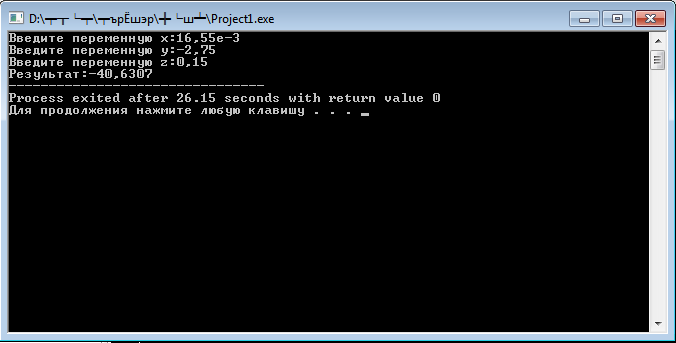 D:\┬┬┬ └┬\┬ърЁшэр\┼ └ш┴\Project1.exe
Введите переменную x:16,55e-3
Введите переменную y:-2,75
Введите переменную z:0,15
Результат:-40,6307
--------------------------------
Process exited after 26.15 seconds with return value 0
Для продолжения нажмите любую клавишу . . .